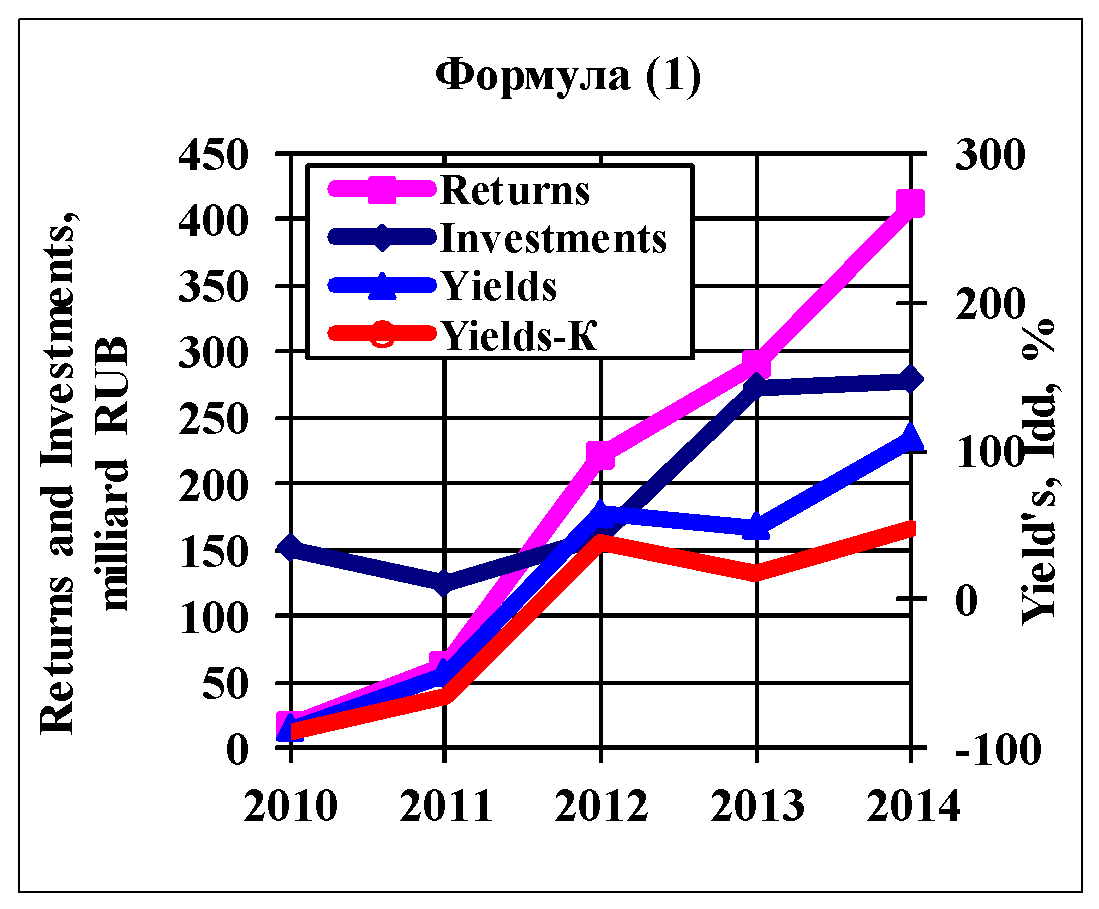 Формула (1)
Returns and Investments,
milliard RUB
450
400
350
300
250
200
150
100
50
0
Returns
Investments
Yields
Yields-К
300
200
100
0
-100
Yield's, Idd, %
2010 2011 2012 2013 2014